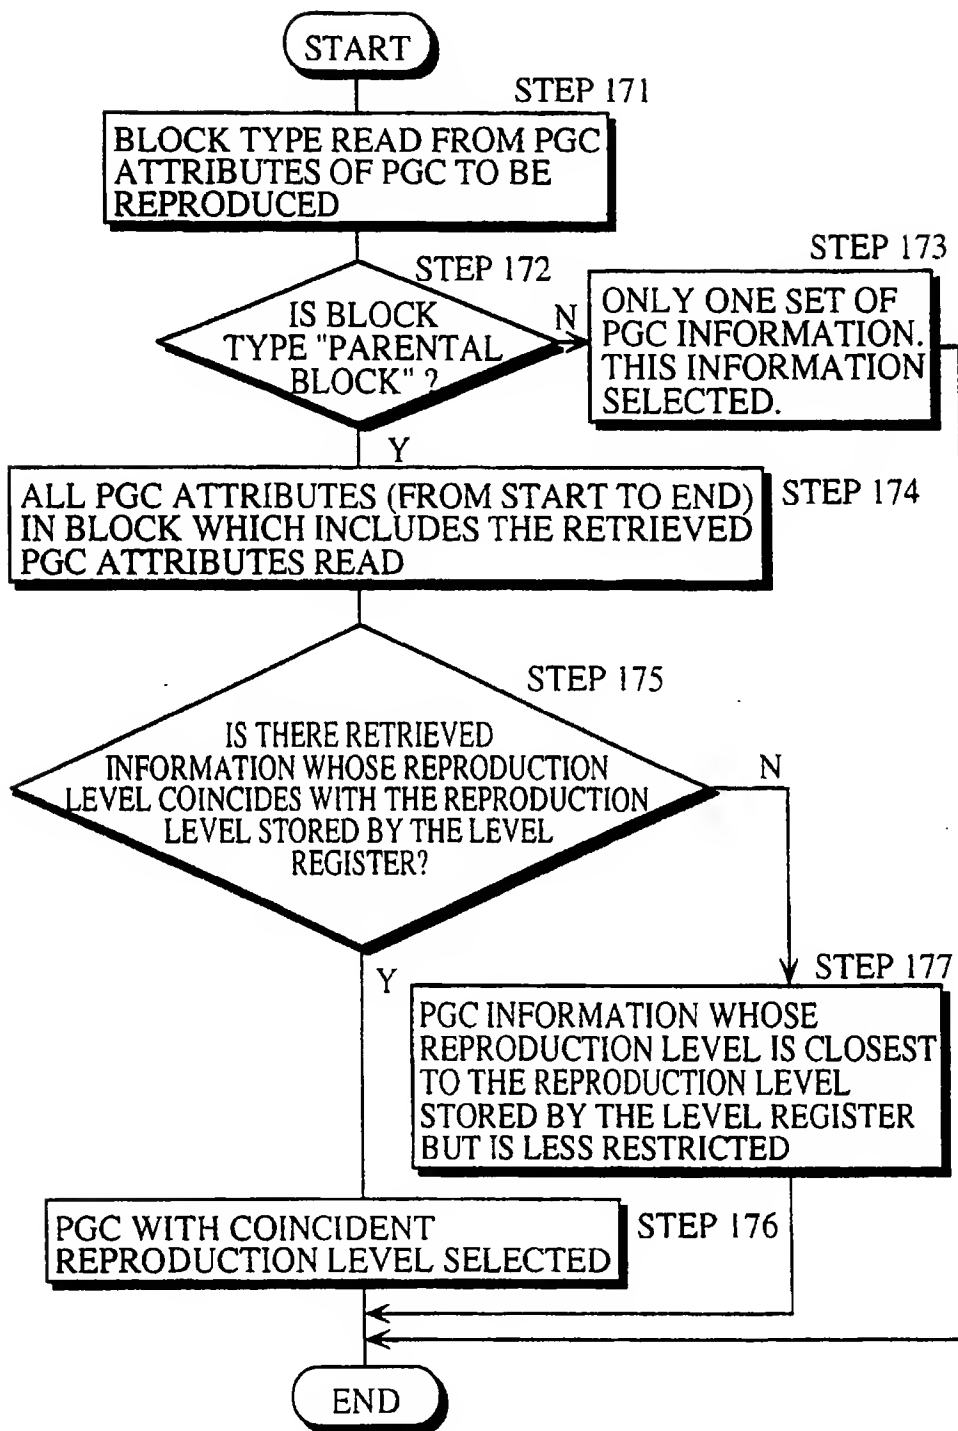 START
STEP 171
BLOCK TYPE READ FROM PGC
ATTRIBUTES OF PGC TO BE
REPRODUCED
STEP 172
IS BLOCK
TYPE "PARENTAL
BLOCK" ?
N
STEP 173
ONLY ONE SET OF
PGC INFORMATION.
THIS INFORMATION
SELECTED.
Y
ALL PGC ATTRIBUTES (FROM START TO END)
IN BLOCK WHICH INCLUDES THE RETRIEVED
PGC ATTRIBUTES READ
STEP 174
STEP 175
IS THERE RETRIEVED
INFORMATION WHOSE REPRODUCTION
LEVEL COINCIDES WITH THE REPRODUCTION
LEVEL STORED BY THE LEVEL
REGISTER?
N
Y
STEP 177
PGC INFORMATION WHOSE
REPRODUCTION LEVEL IS CLOSEST
TO THE REPRODUCTION LEVEL
STORED BY THE LEVEL REGISTER
BUT IS LESS RESTRICTED
PGC WITH COINCIDENT
REPRODUCTION LEVEL SELECTED
STEP 176
END